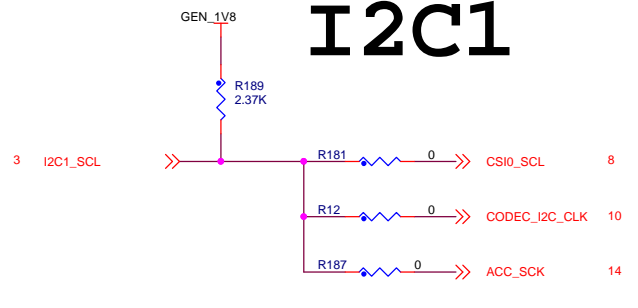 I2C1
GEN_1V8
R189
2.37K
3 I2C1_SCL
R181 0 CSI0_SCL 8
R12 0 CODEC_I2C_CLK 10
R187 0 ACC_SCK 14